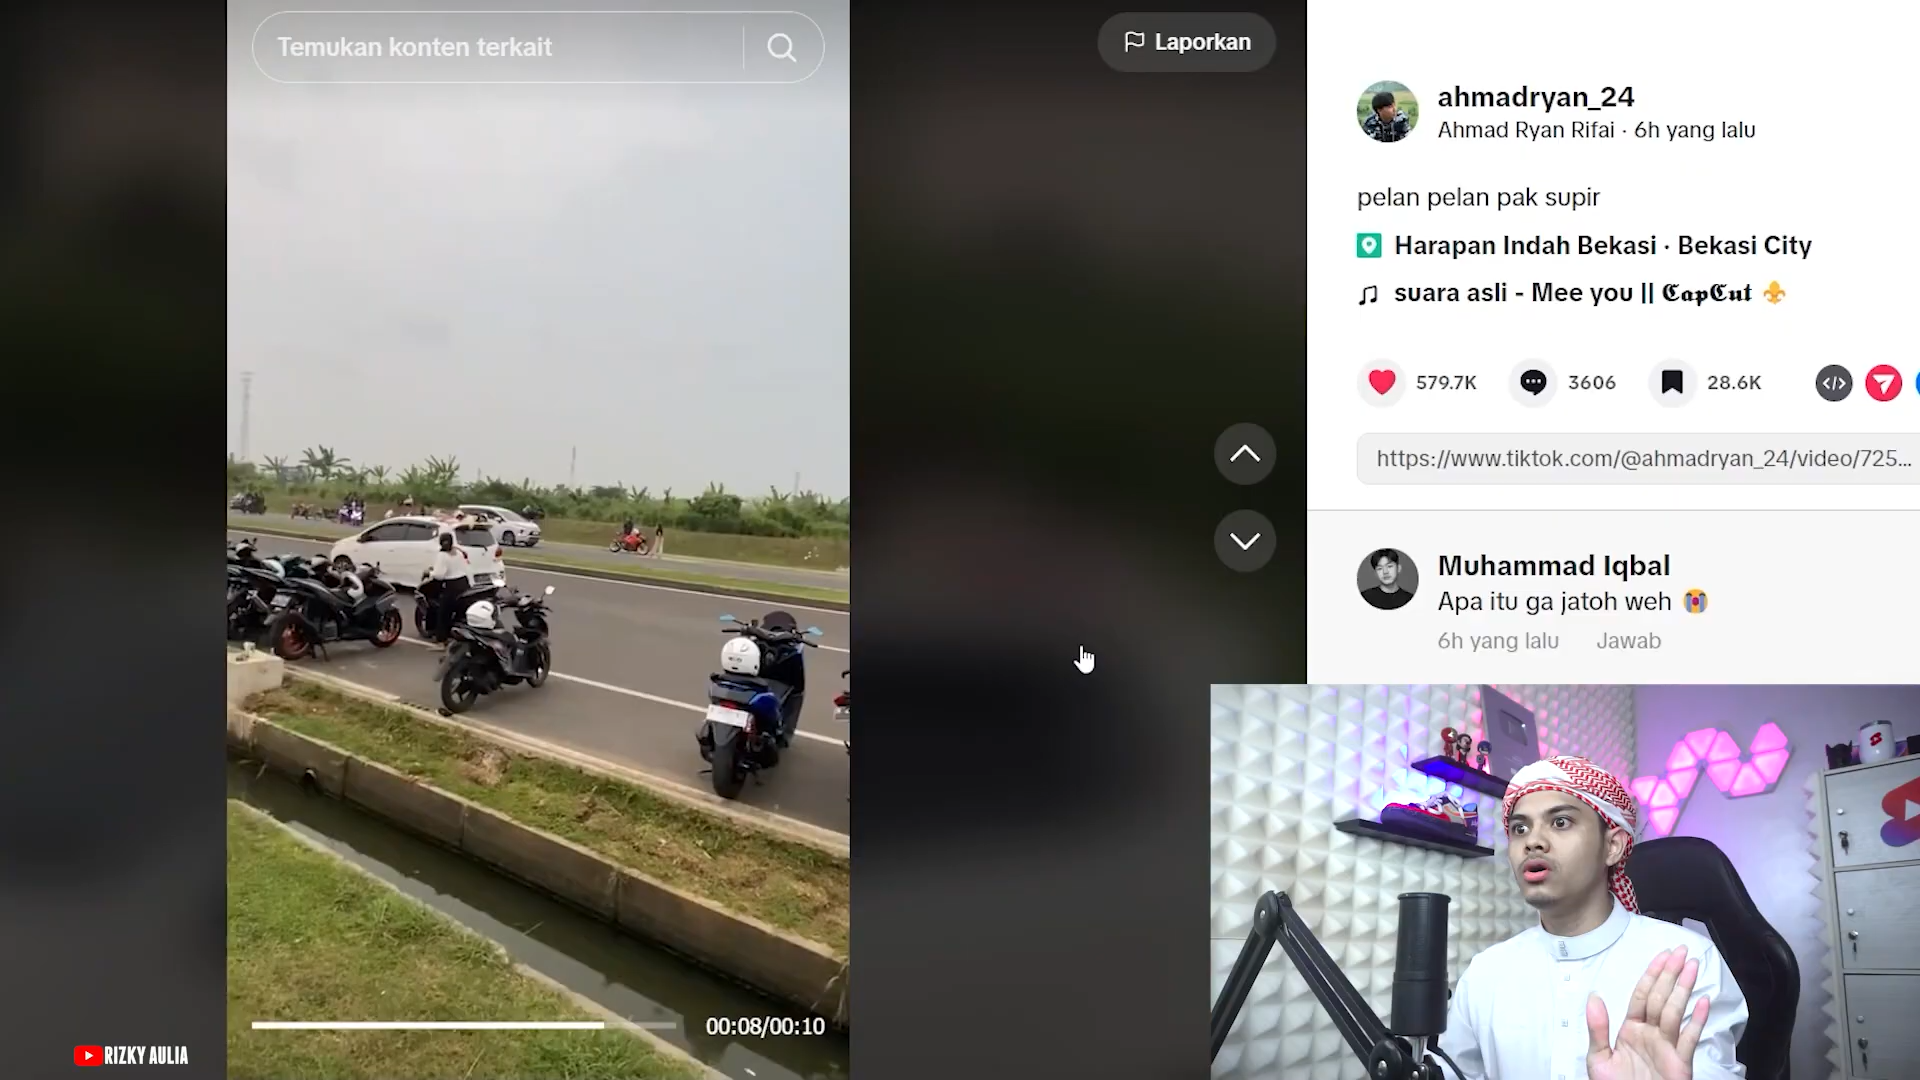 Temukan konten terkait
Laporkan
ahmadryan_24
Ahmad Ryan Rifai · 6h yang lalu
pelan pelan pak supir
Harapan Indah Bekasi · Bekasi City
suara asli - Mee you || 𝕮𝖆𝖕𝕮𝖚𝖙 ⚜️
579.7K
3606
28.6K
https://www.tiktok.com/@ahmadryan_24/video/725...
Muhammad Iqbal
Apa itu ga jatoh weh 😭
6h yang lalu Jawab
00:08/00:10
RIZKY AULIA